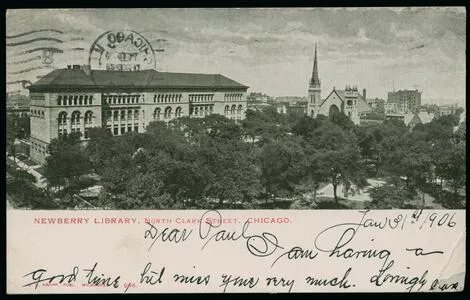 CHICAGO
NEWBERRY LIBRARY, NORTH CLARK STREET, CHICAGO.
Jan 31st 1906
Dear Paul I am having a
good time but miss you very much. Lovingly